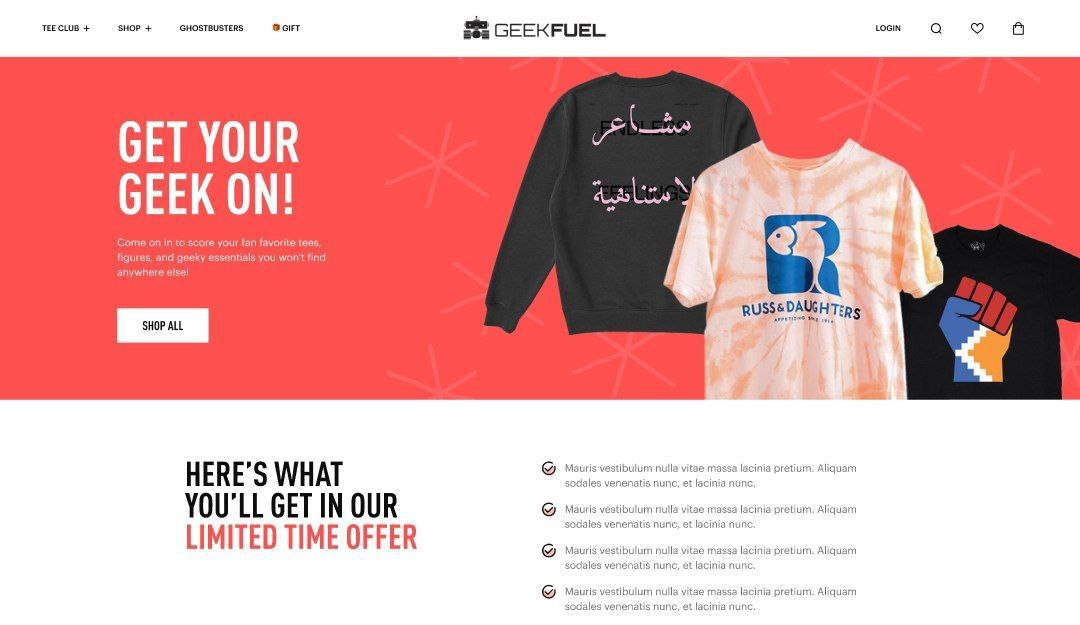 TEE CLUB +
SHOP +
GHOSTBUSTERS
GIFT
GEEKFUEL
LOGIN
GET YOUR
GEEK ON!
Come on in to score your fan favorite tees,
figures, and geeky essentials you won't find
anywhere else!
SHOP ALL
ENDLESS
مشاعر
FEELINGS
لامتناهية
R
RUSS & DAUGHTERS
APPETIZING SINCE 1914
HERE'S WHAT
YOU'LL GET IN OUR
LIMITED TIME OFFER
Mauris vestibulum nulla vitae massa lacinia pretium. Aliquam
sodales venenatis nunc, et lacinia nunc.
Mauris vestibulum nulla vitae massa lacinia pretium. Aliquam
sodales venenatis nunc, et lacinia nunc.
Mauris vestibulum nulla vitae massa lacinia pretium. Aliquam
sodales venenatis nunc, et lacinia nunc.
Mauris vestibulum nulla vitae massa lacinia pretium. Aliquam
sodales venenatis nunc, et lacinia nunc.